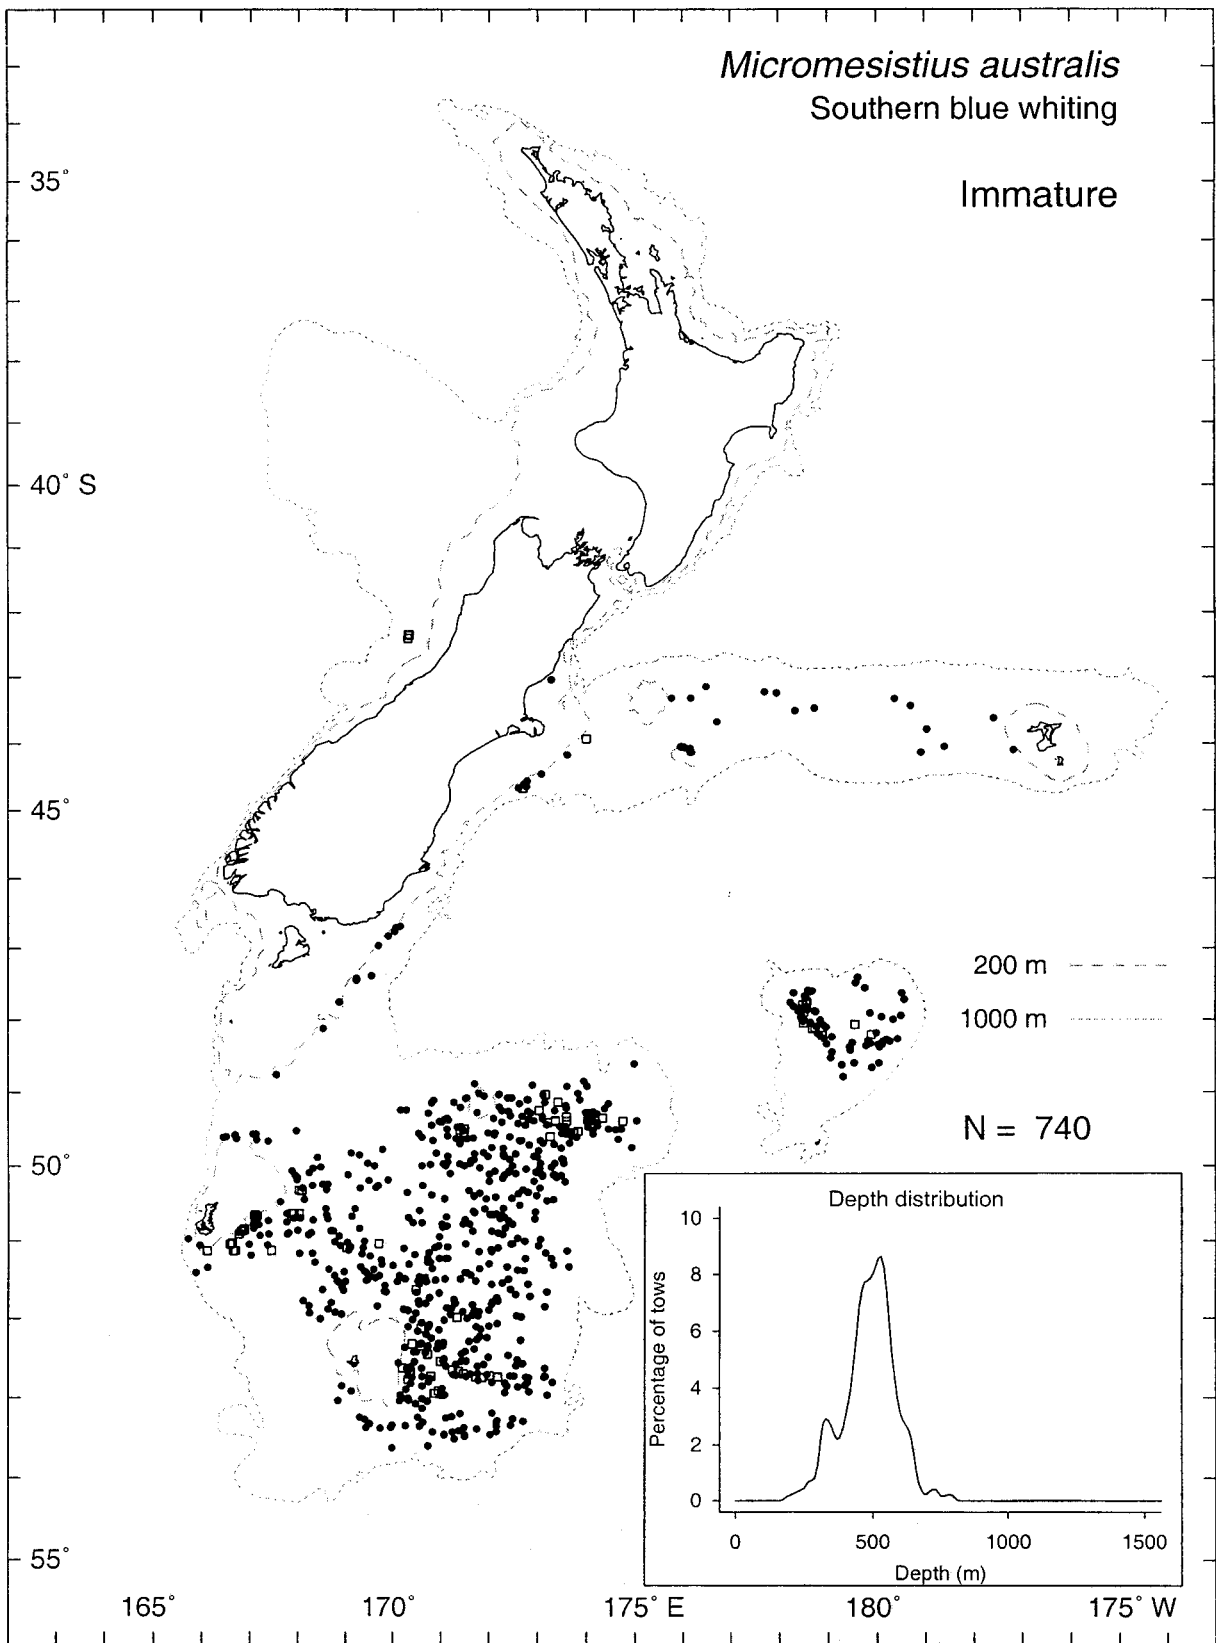 Micromesistius australis
Southern blue whiting
Immature
35°
40° S
45°
200 m
1000 m
N = 740
50°
Depth distribution
10
8
6
4
2
0
Percentage of tows
0 500 1000 1500
Depth (m)
55°
165° 170° 175° E 180° 175° W